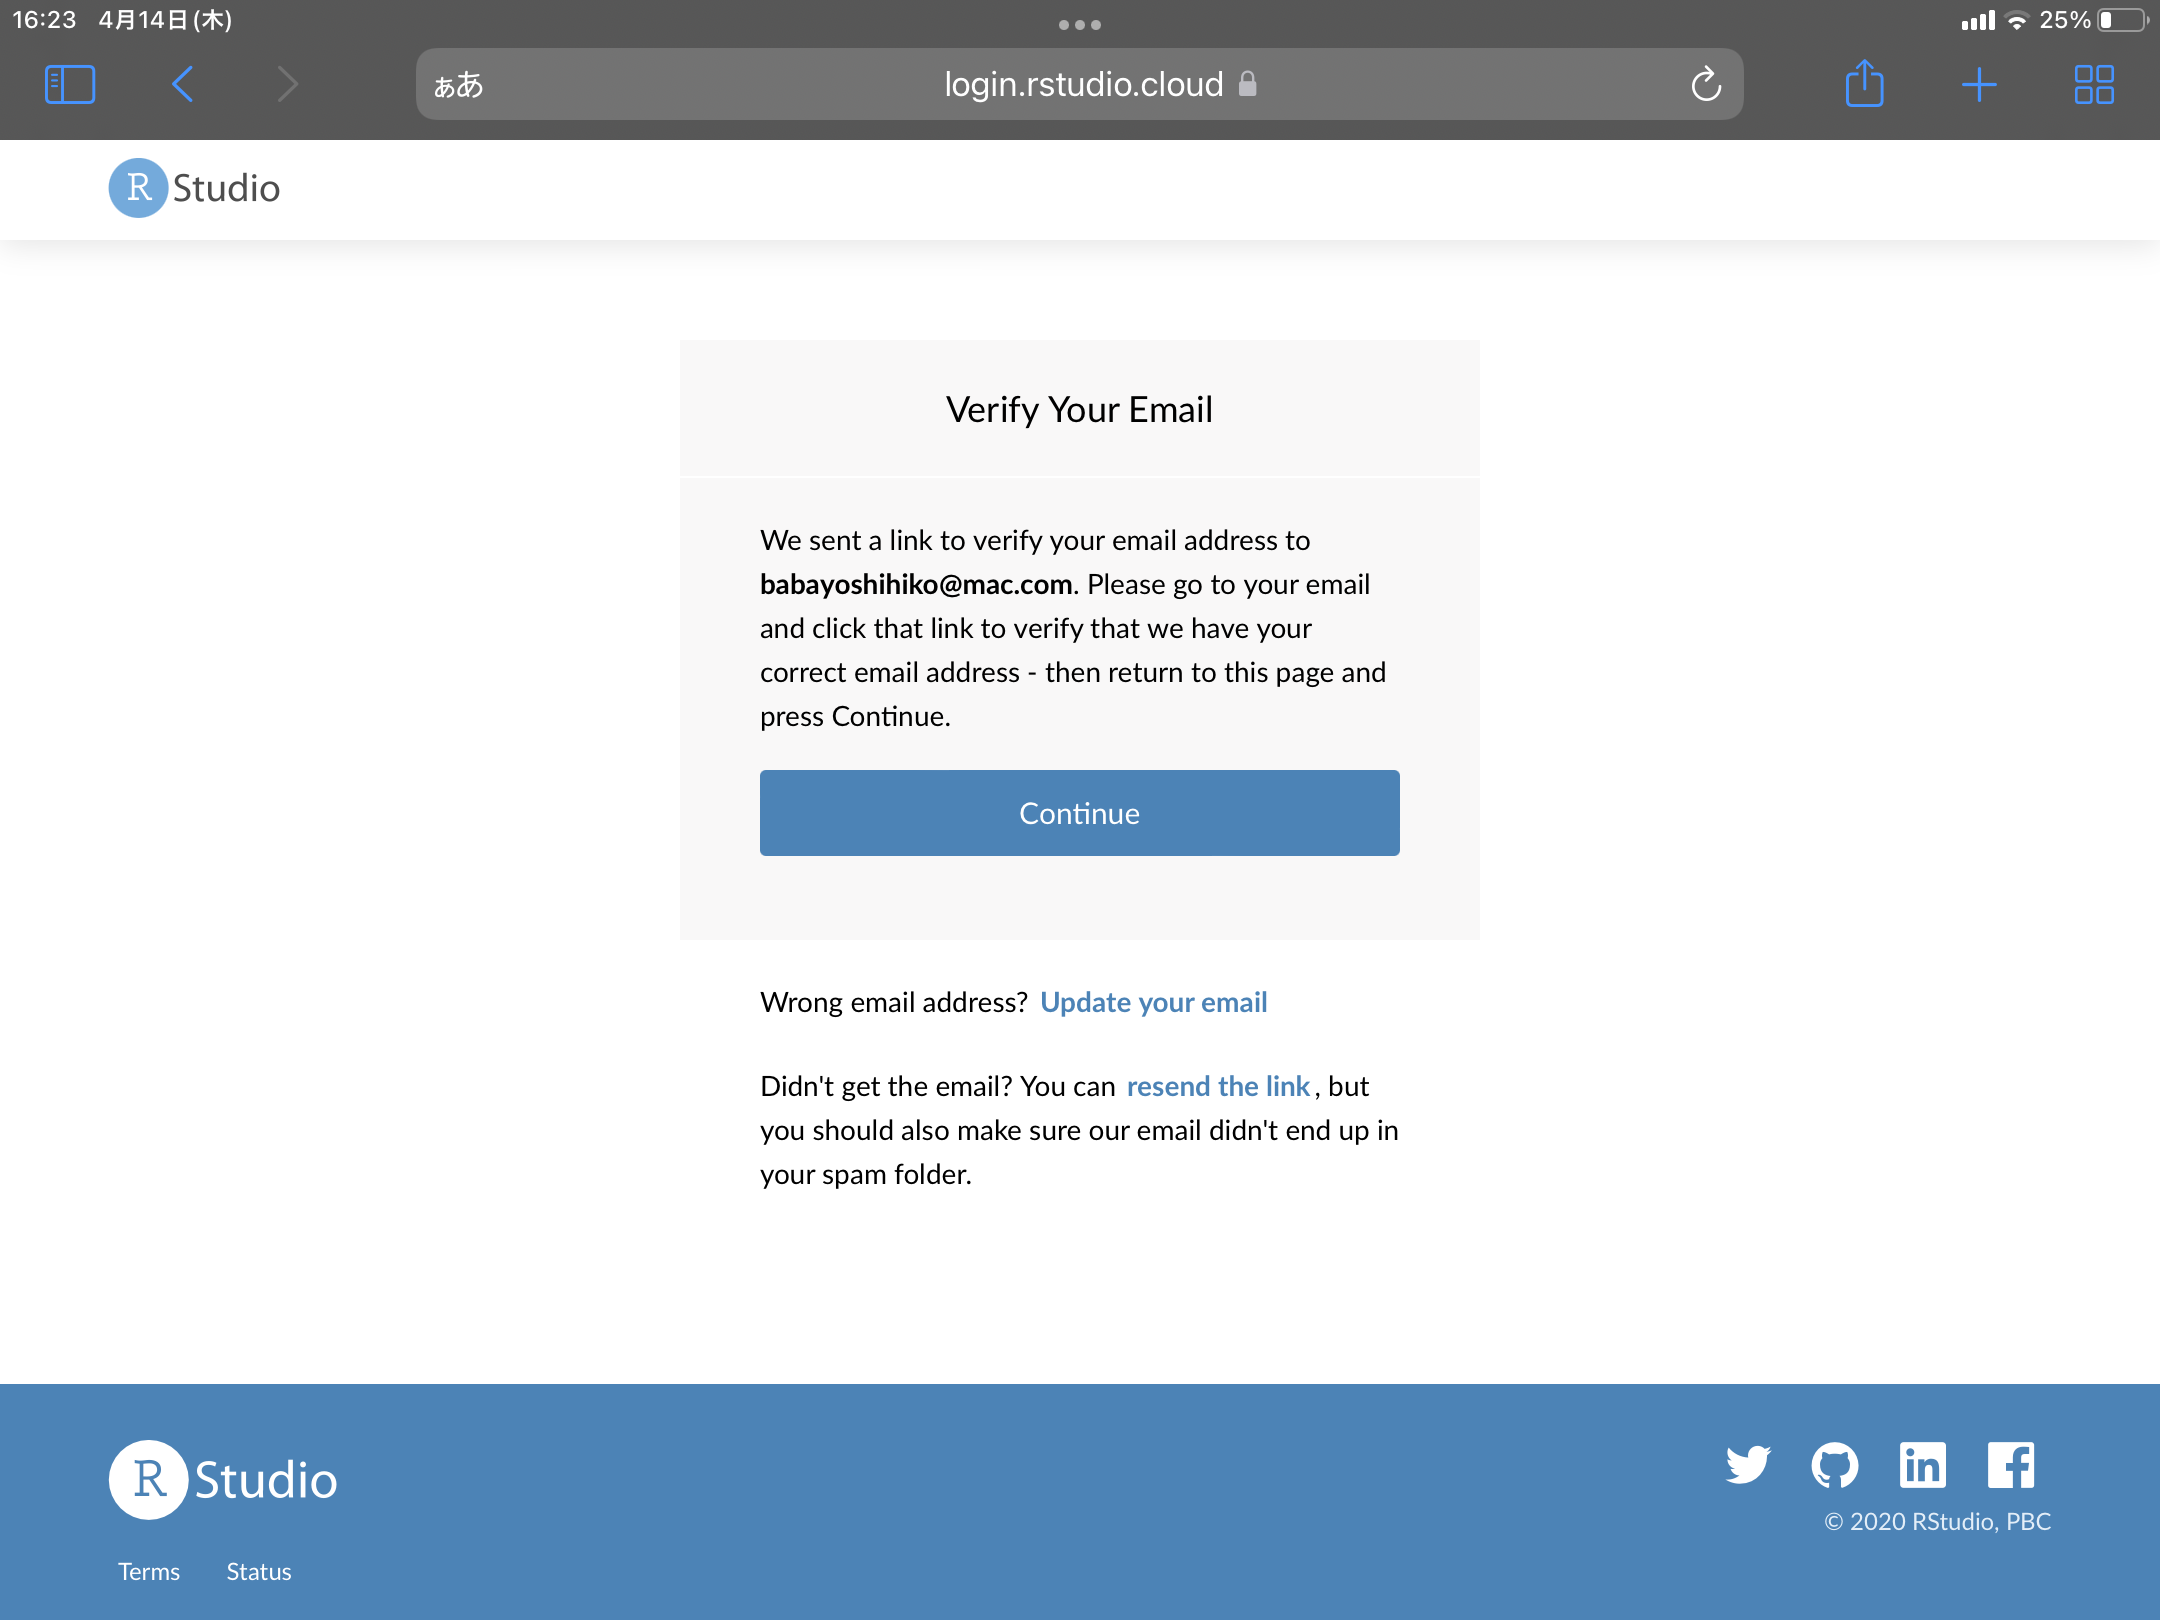 16:23 4月14日(木)
25%
ぁあ login.rstudio.cloud
R Studio
Verify Your Email
We sent a link to verify your email address to
babayoshihiko@mac.com. Please go to your email
and click that link to verify that we have your
correct email address - then return to this page and
press Continue.
Continue
Wrong email address? Update your email
Didn't get the email? You can resend the link, but
you should also make sure our email didn't end up in
your spam folder.
R Studio
in
© 2020 RStudio, PBC
Terms Status